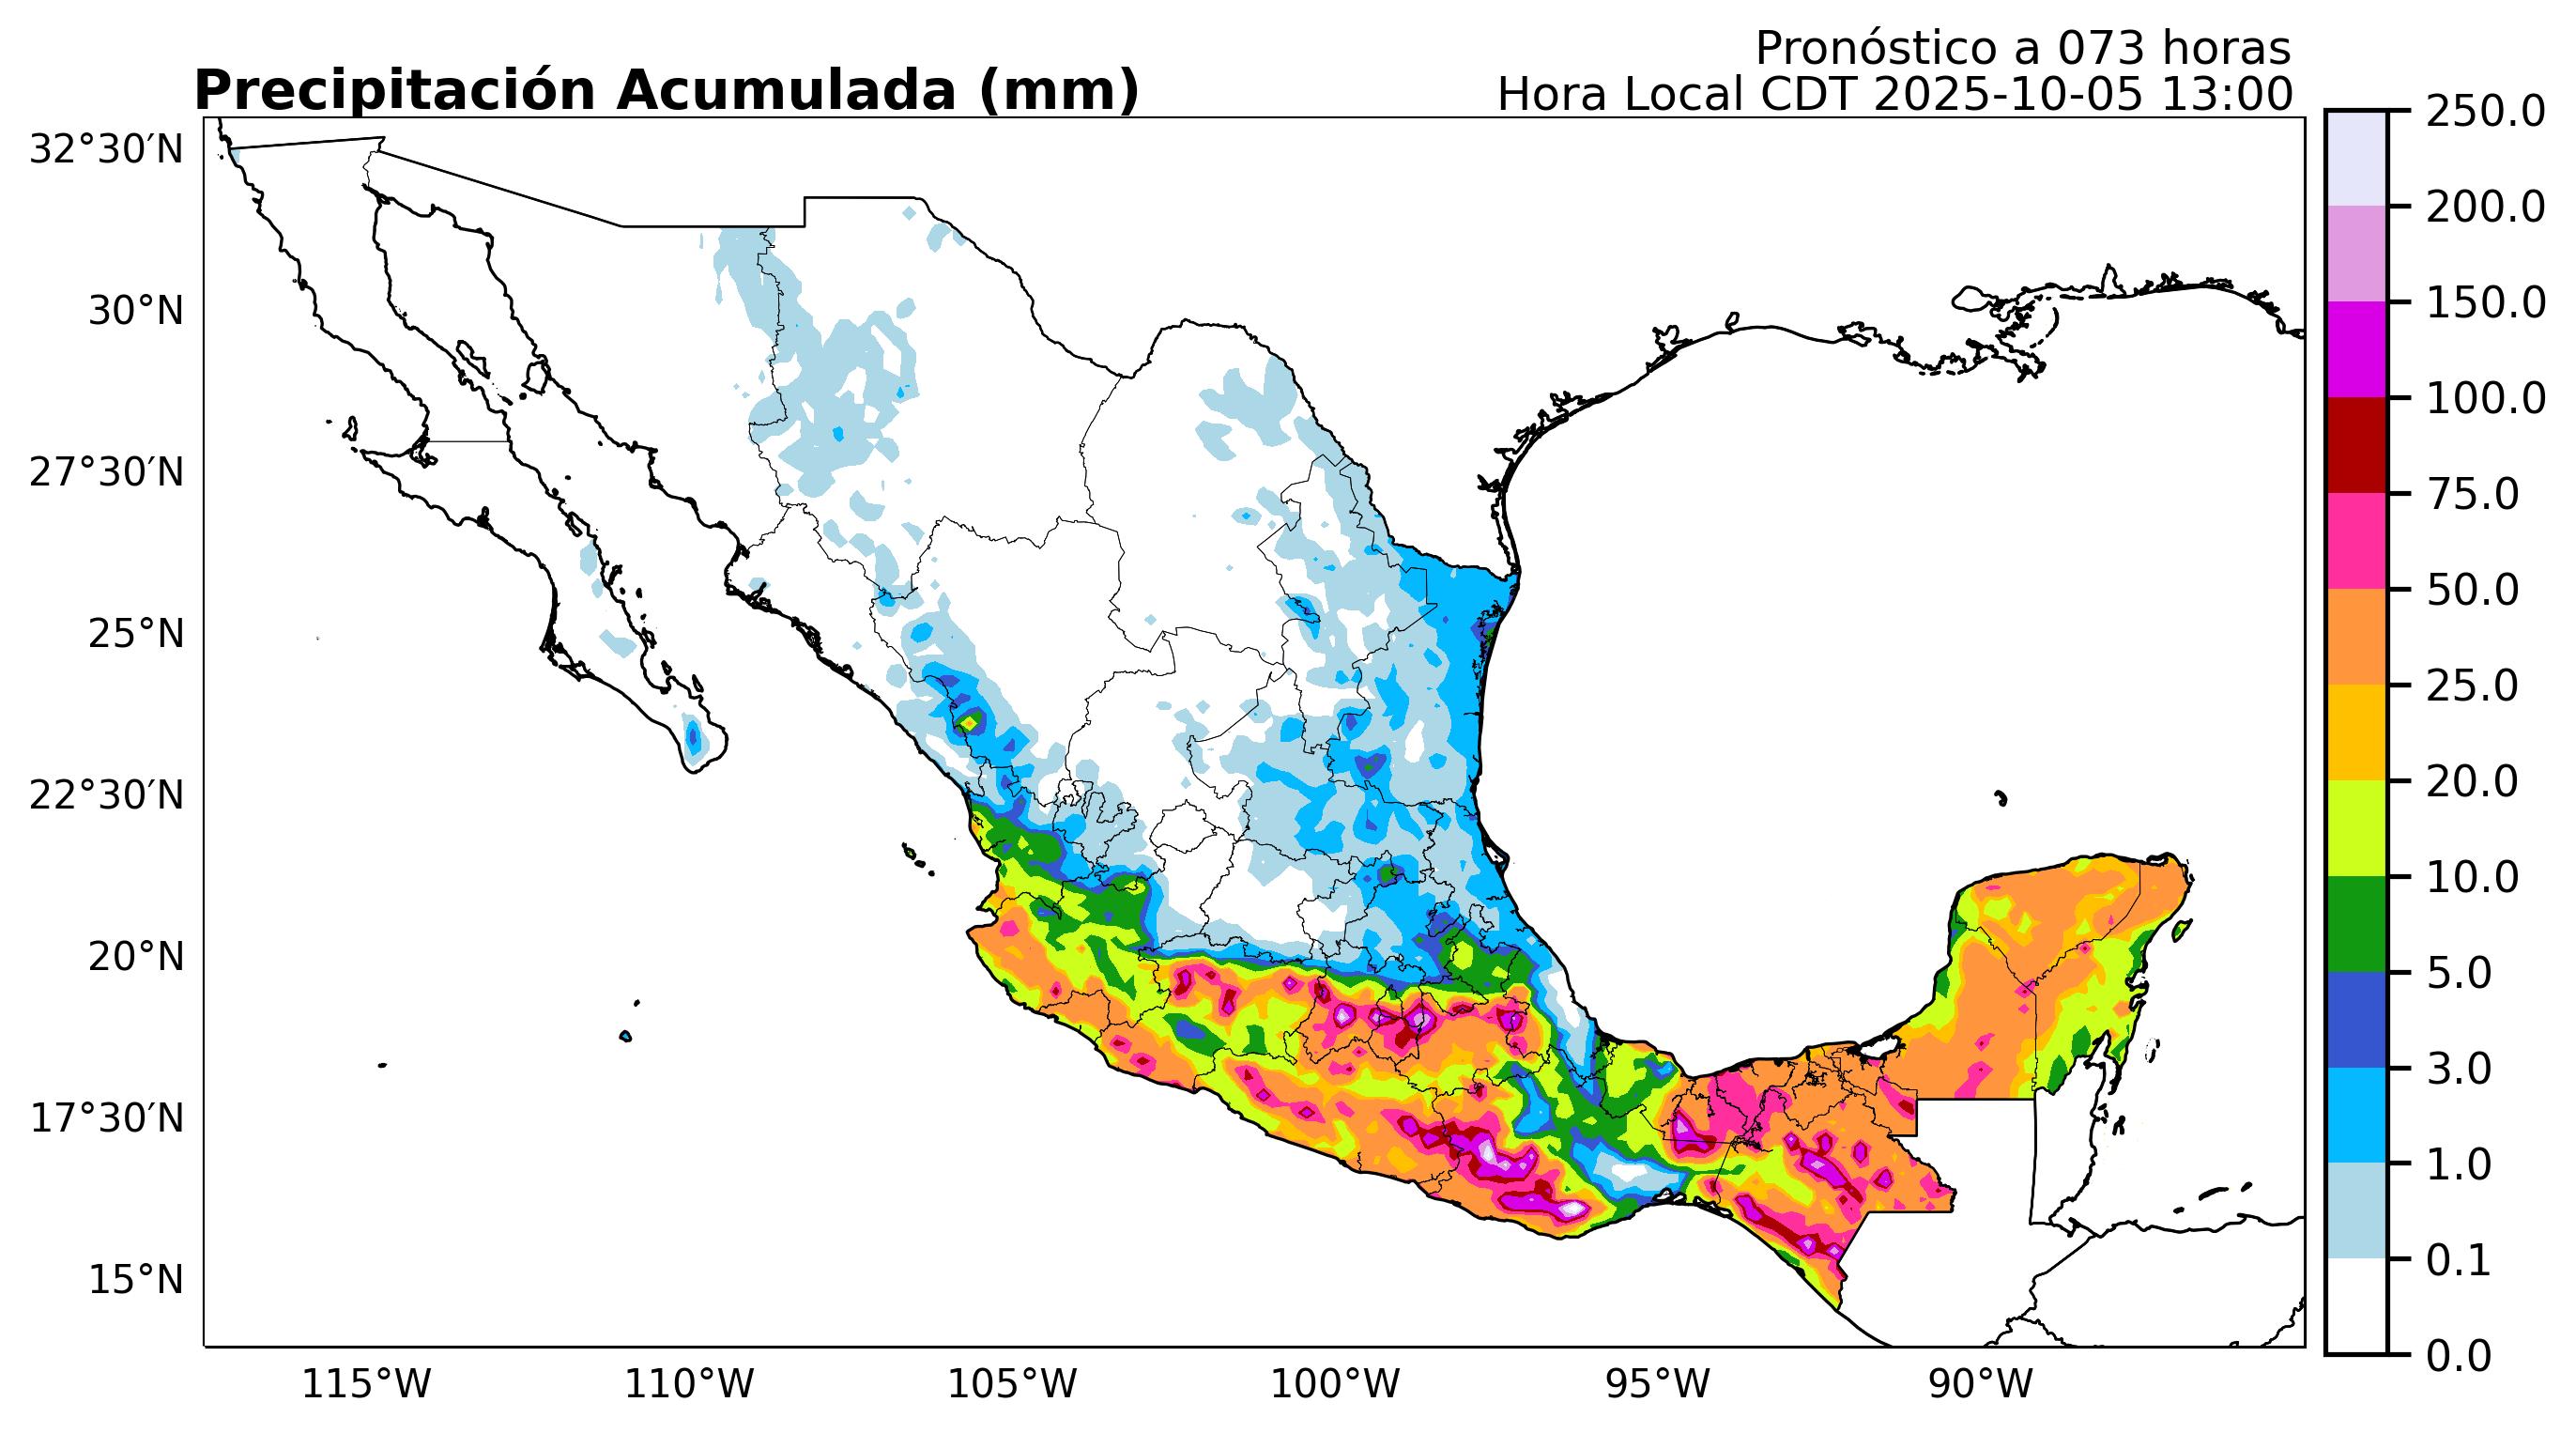 Pronóstico a 073 horas
Precipitación Acumulada (mm)
Hora Local CDT 2025-10-05 13:00
32°30′N
30°N
27°30′N
25°N
22°30′N
20°N
17°30′N
15°N
115°W
110°W
105°W
100°W
95°W
90°W
250.0
200.0
150.0
100.0
75.0
50.0
25.0
20.0
10.0
5.0
3.0
1.0
0.1
0.0